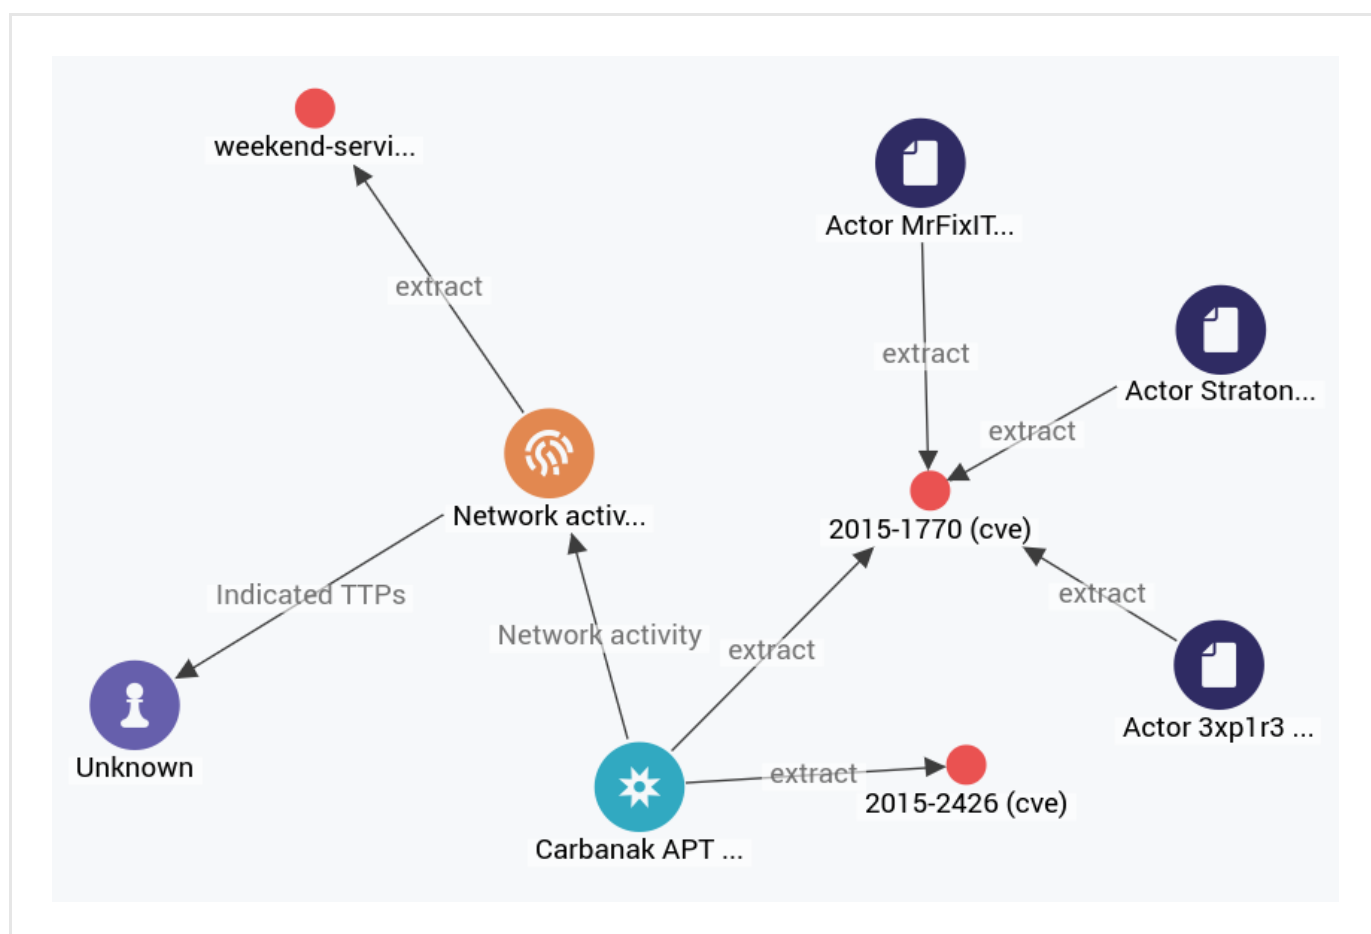 weekend-servi...
Actor MrFixIT...
extract
extract
Actor Straton...
extract
Network activ...
2015-1770 (cve)
Indicated TTPs
extract
Network activity
extract
Actor 3xp1r3 ...
Unknown
extract
2015-2426 (cve)
Carbanak APT ...